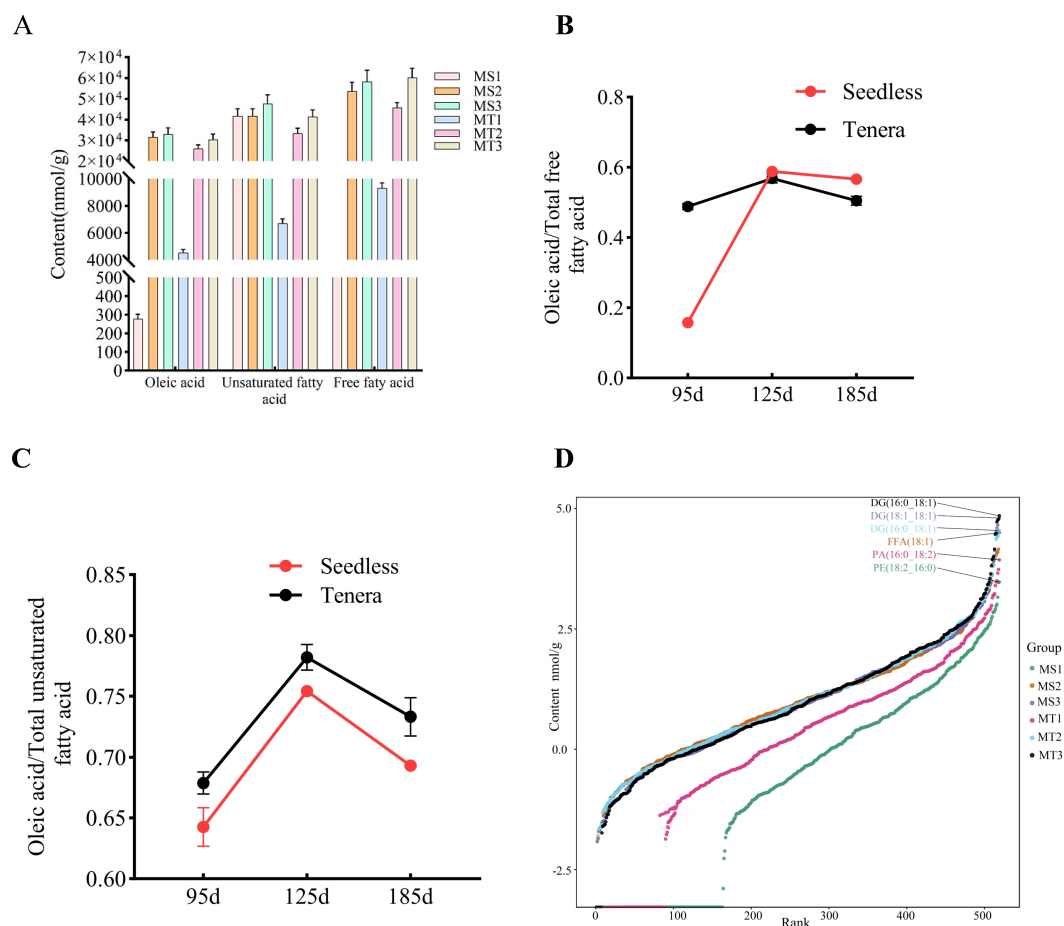 A
Content(nmol/g)
7×10⁴
6×10⁴
5×10⁴
4×10⁴
3×10⁴
2×10⁴
10000
8000
6000
4000
500
400
300
200
100
0
Oleic acid
Unsaturated fatty
acid
Free faty acid
MS1
MS2
MS3
MT1
MT2
MT3
B
Seedless
Tenera
Oleic acid/Total free
fatty acid
0.8
0.6
0.4
0.2
0.0
95d
125d
185d
C
Seedless
Tenera
Oleic acid/Total unsaturated
fatty acid
0.85
0.80
0.75
0.70
0.65
0.60
95d
125d
185d
D
Content nmol/g
5.0
2.5
0.0
-2.5
DG(16:0_18:1)
DG(18:1_18:1)
DG(16:0_18:1)
FFA(18:1)
PA(16:0_18:2)
PE(18:2_16:0)
0
100
200
300
400
500
Rank
Group
MS1
MS2
MS3
MT1
MT2
MT3